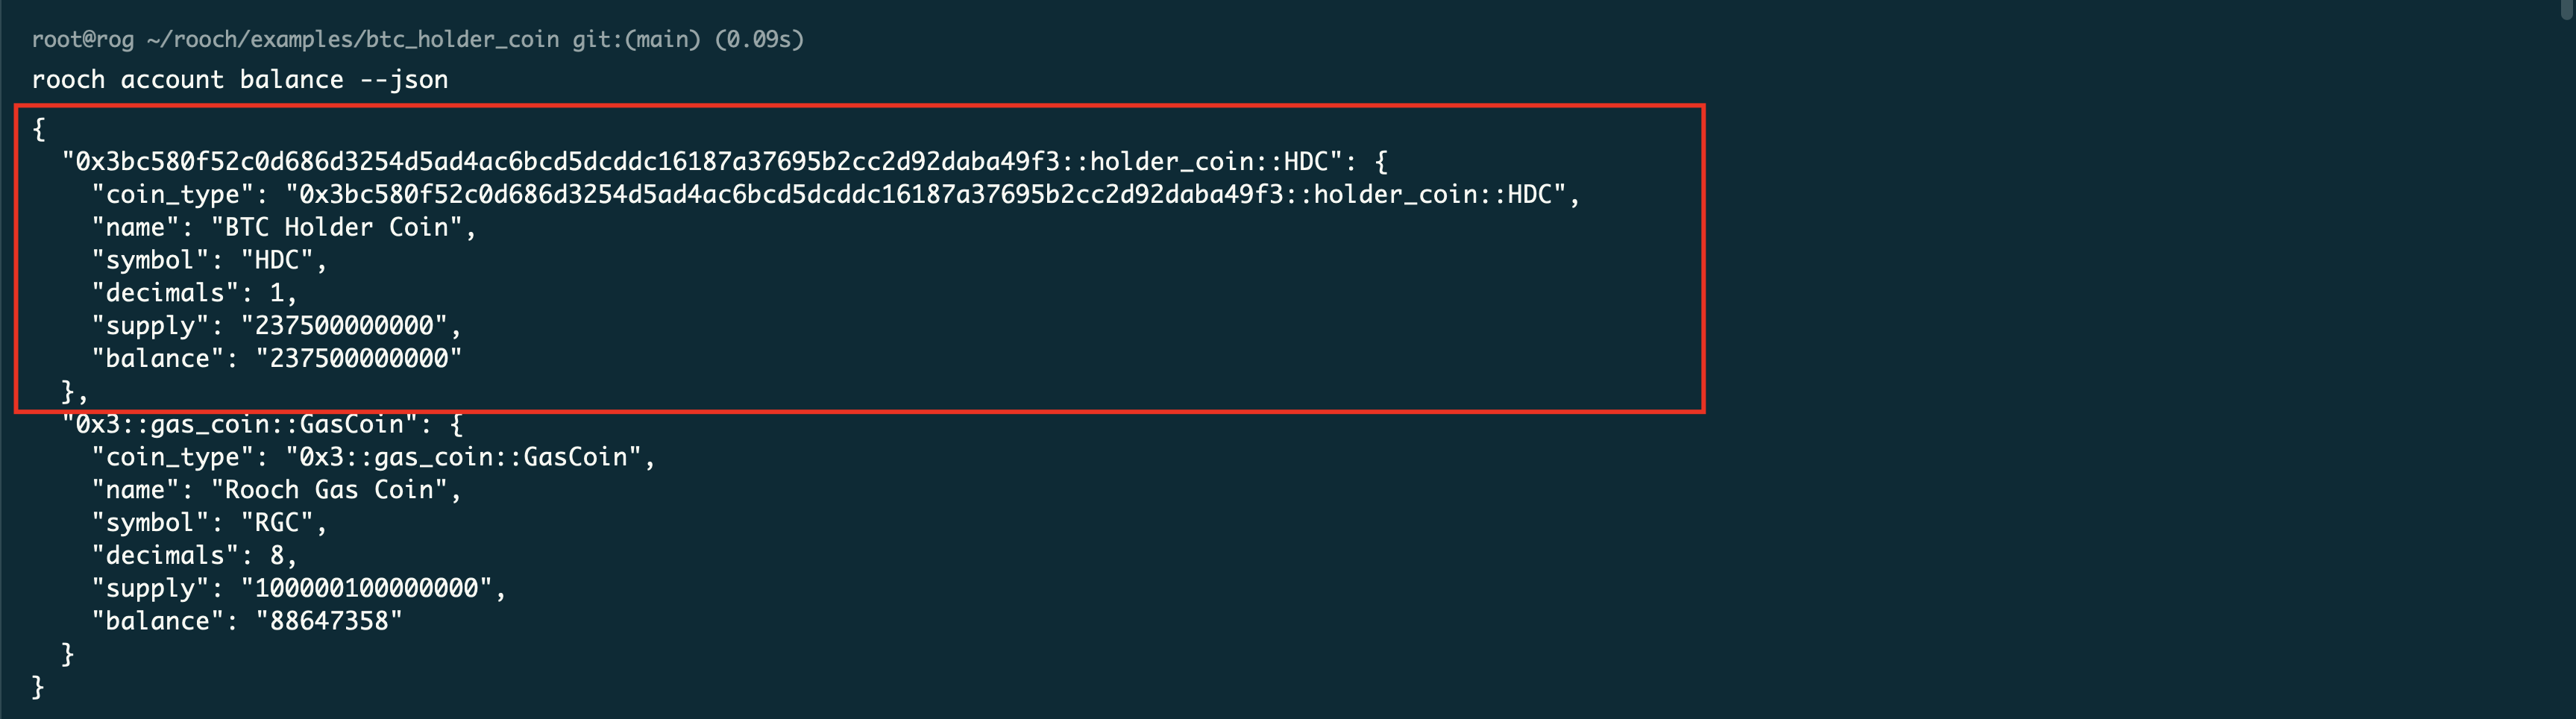 root@rog ~/rooch/examples/btc_holder_coin git:(main) (0.09s)
rooch account balance --json
{
  "0x3bc580f52c0d686d3254d5ad4ac6bcd5dcddc16187a37695b2cc2d92daba49f3::holder_coin::HDC": {
    "coin_type": "0x3bc580f52c0d686d3254d5ad4ac6bcd5dcddc16187a37695b2cc2d92daba49f3::holder_coin::HDC",
    "name": "BTC Holder Coin",
    "symbol": "HDC",
    "decimals": 1,
    "supply": "237500000000",
    "balance": "237500000000"
  },
  "0x3::gas_coin::GasCoin": {
    "coin_type": "0x3::gas_coin::GasCoin",
    "name": "Rooch Gas Coin",
    "symbol": "RGC",
    "decimals": 8,
    "supply": "100000100000000",
    "balance": "88647358"
  }
}